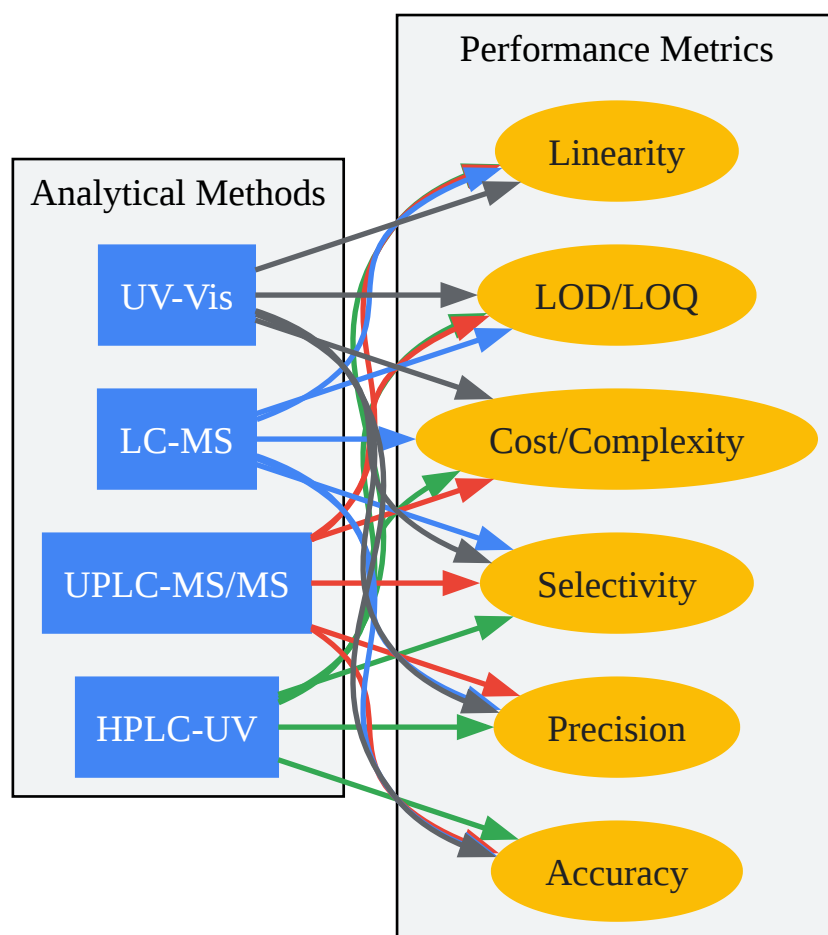 Performance Metrics
Linearity
LOD/LOQ
Cost/Complexity
Selectivity
Precision
Accuracy
Analytical Methods
UV-Vis
LC-MS
UPLC-MS/MS
HPLC-UV